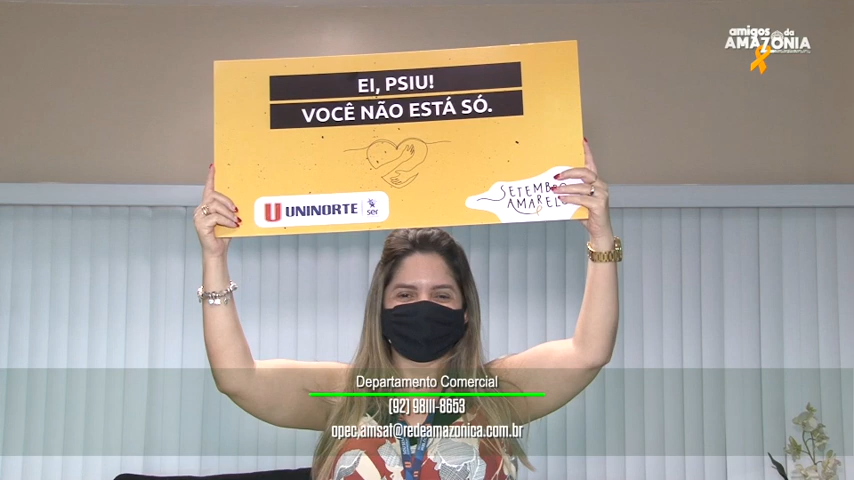 amigos da
AMAZÔNIA
EI, PSIU!
VOCÊ NÃO ESTÁ SÓ.
UNINORTE ser
SETEMBRO
AMARELO
Departamento Comercial
(92) 98111-8653
opec.amsat@redeamazonica.com.br